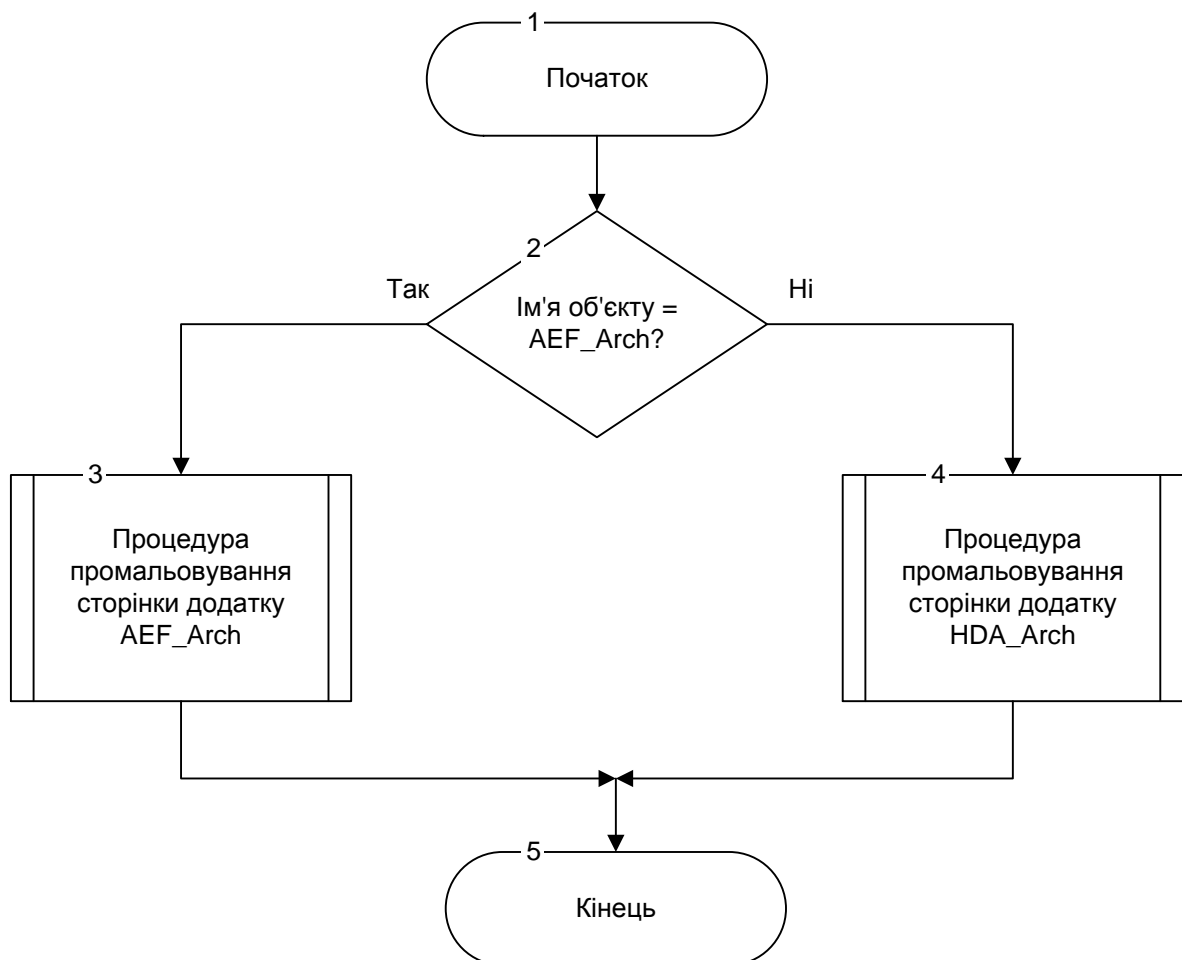 1
Початок
2
Так
Ні
Ім'я об'єкту =
AEF_Arch?
3
Процедура
промальовування
сторінки додатку
AEF_Arch
4
Процедура
промальовування
сторінки додатку
HDA_Arch
5
Кінець